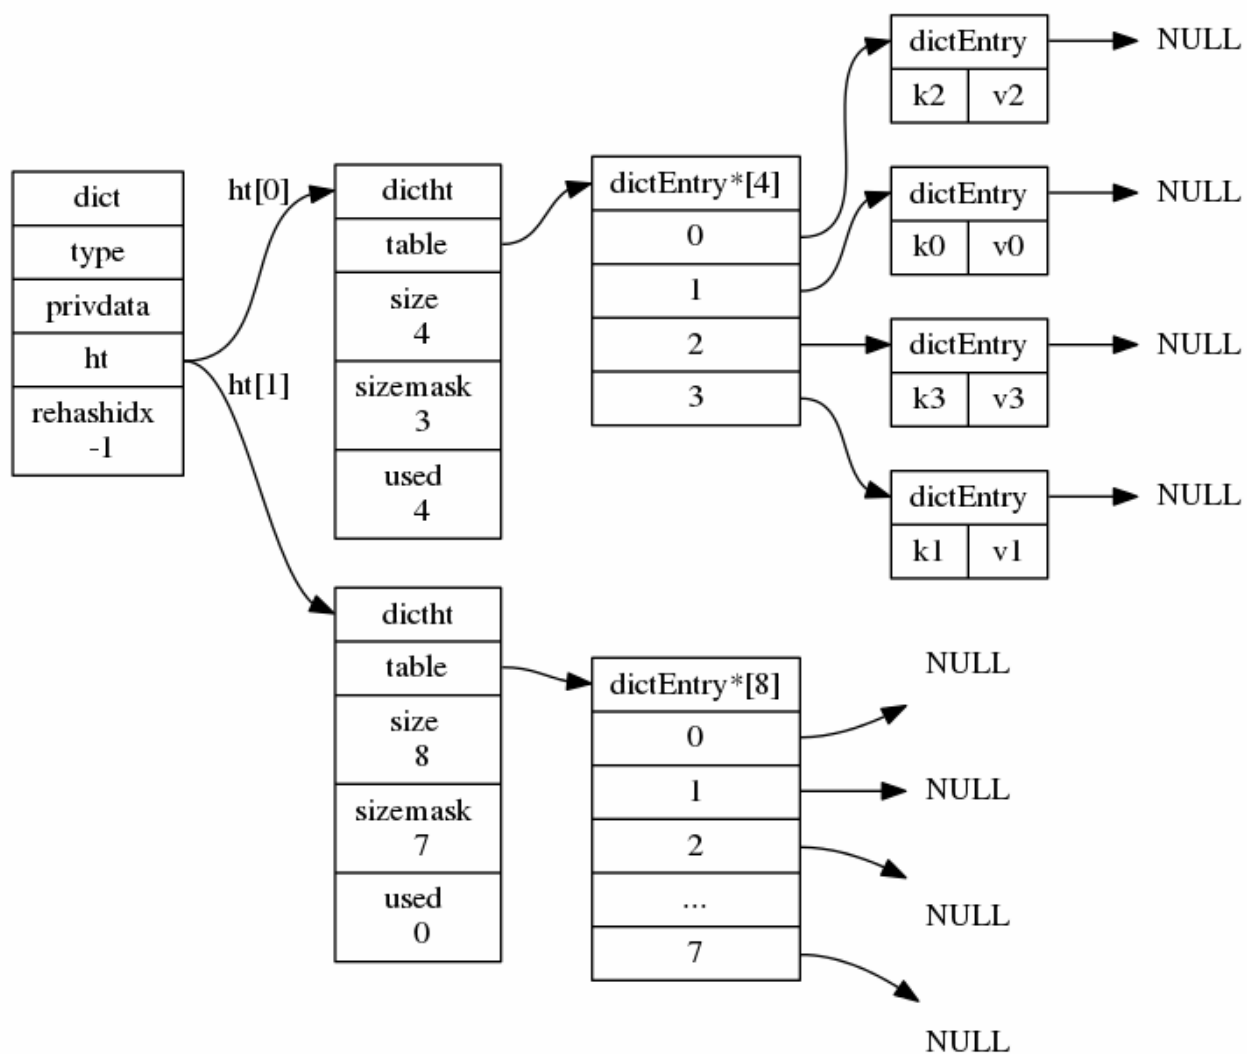 dict
type
privdata
ht
rehashidx
-1
ht[0]
ht[1]
dictht
table
size
4
sizemask
3
used
4
dictEntry*[4]
0
1
2
3
dictEntry
k2 v2
NULL
dictEntry
k0 v0
NULL
dictEntry
k3 v3
NULL
dictEntry
k1 v1
NULL
dictht
table
size
8
sizemask
7
used
0
dictEntry*[8]
0
1
2
...
7
NULL
NULL
NULL
NULL